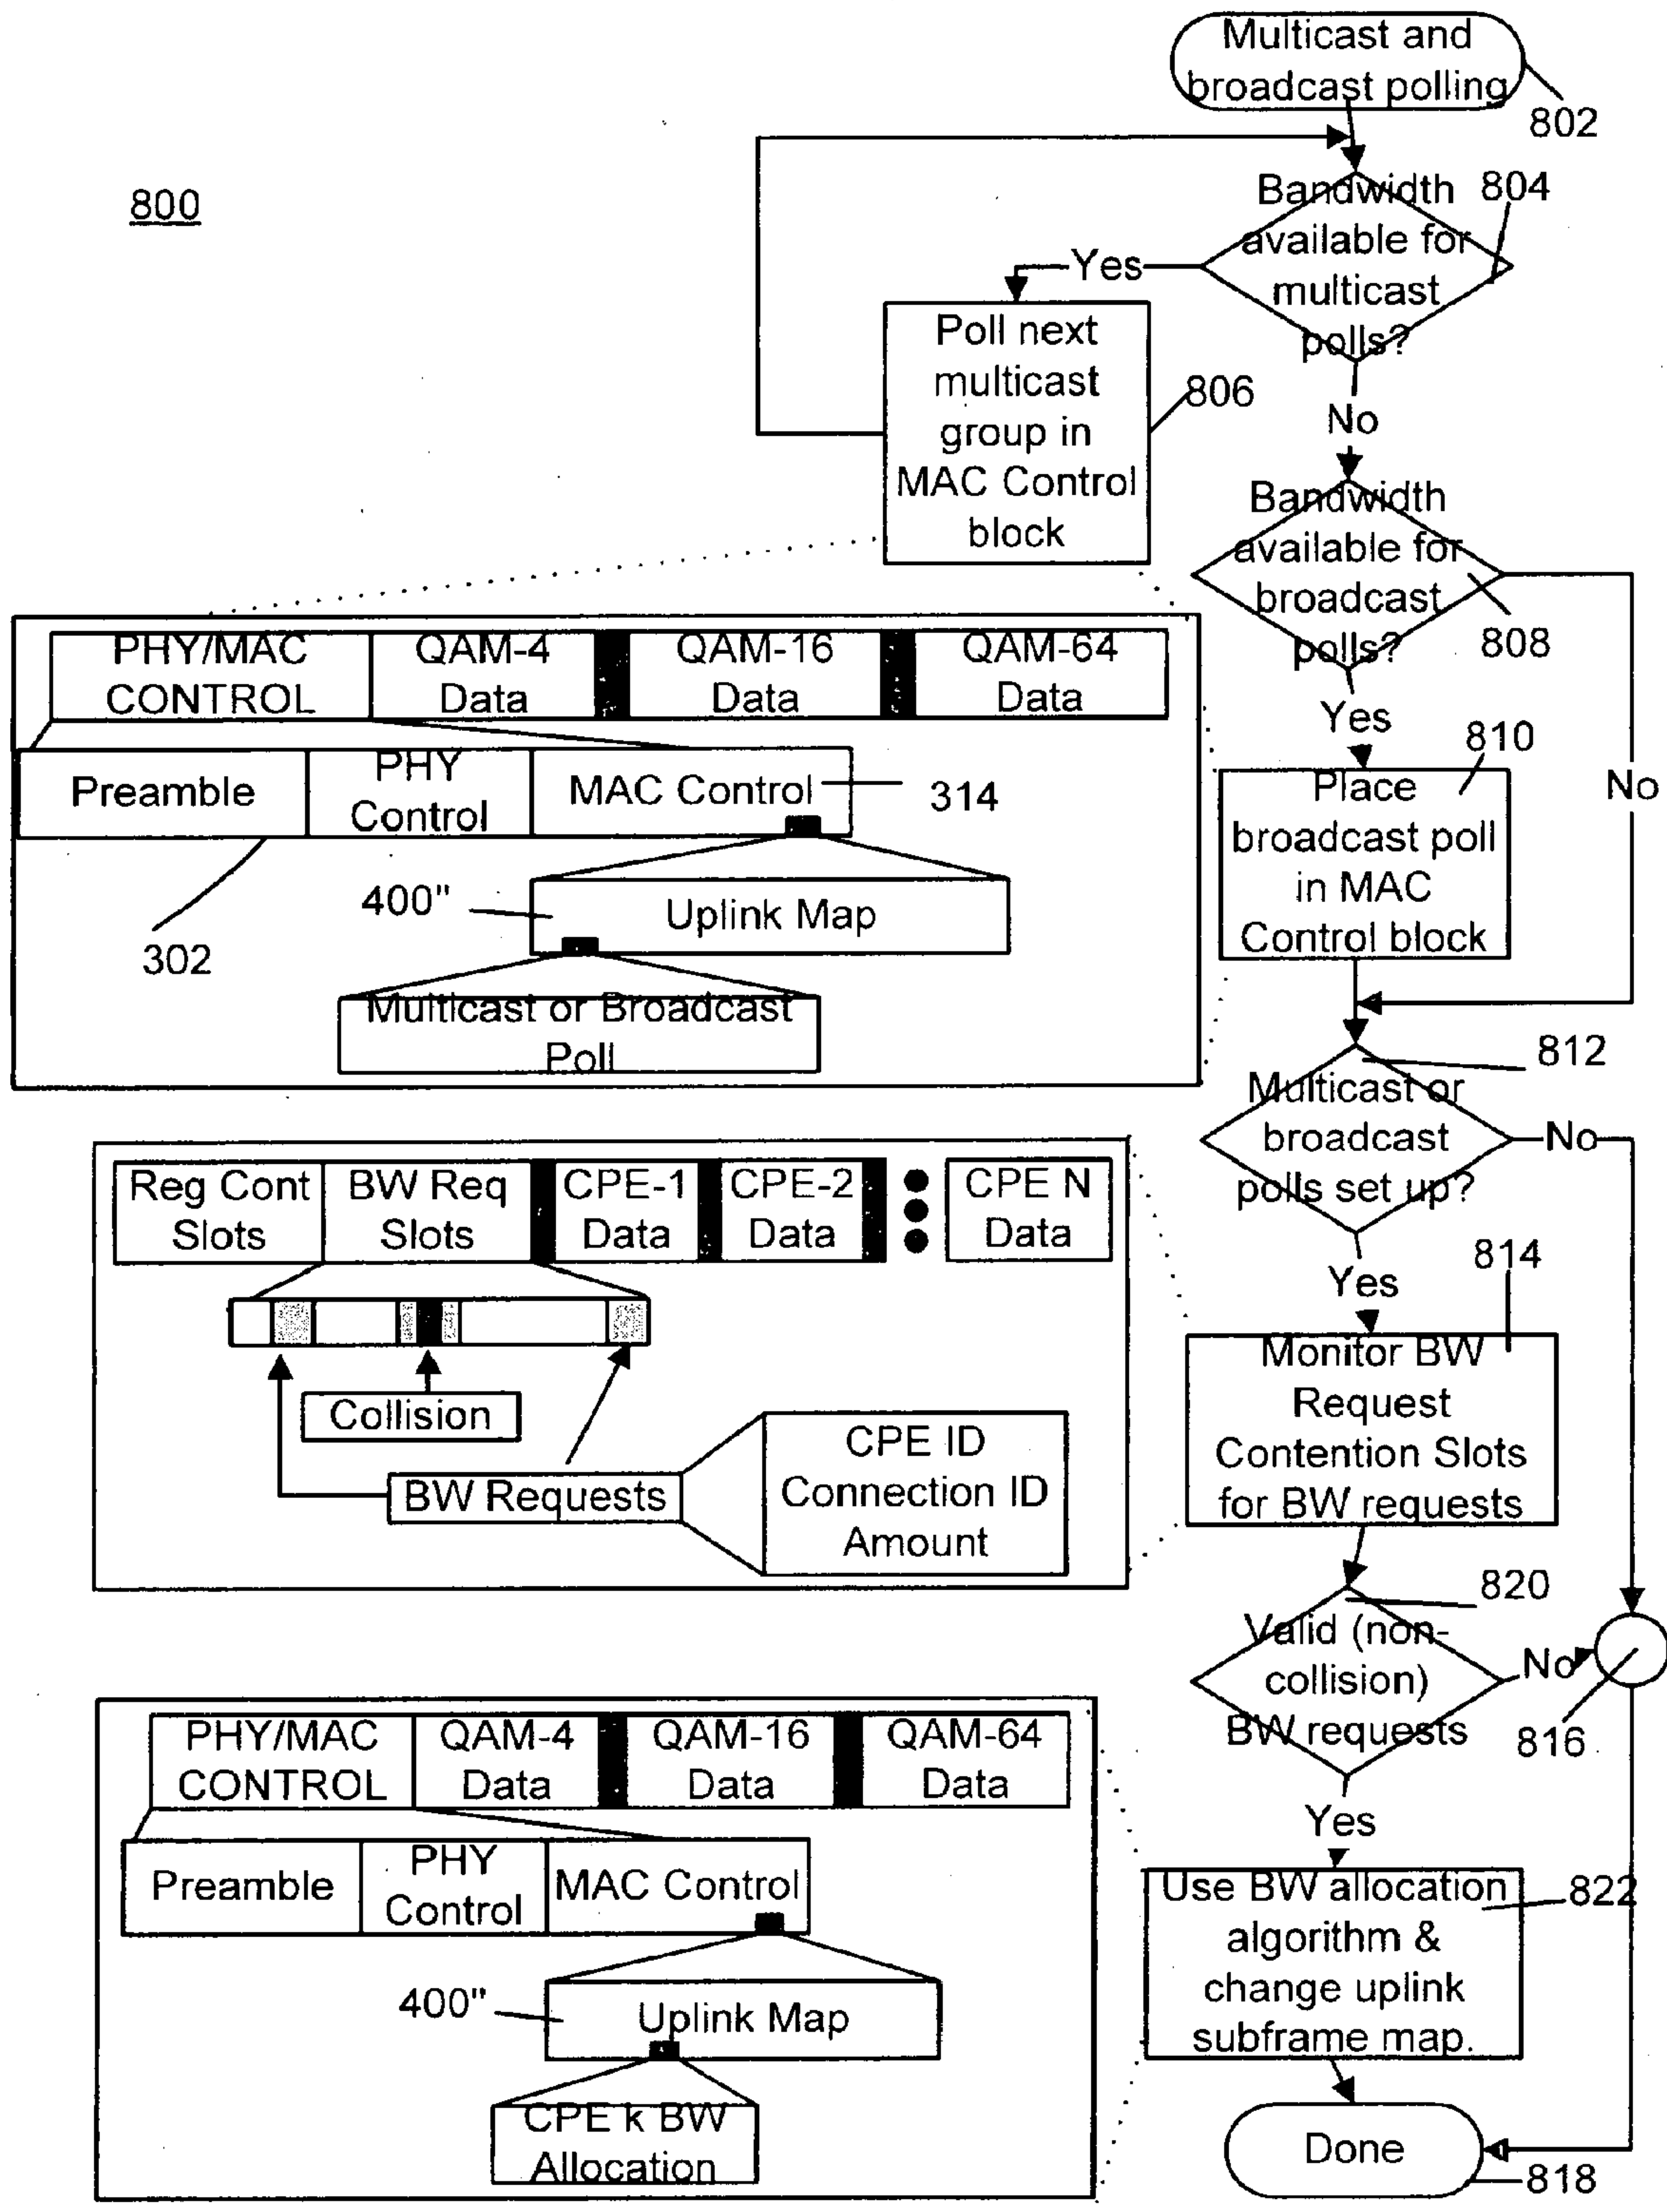 Multicast and
broadcast polling
802
800
Bandwidth
available for
multicast
polls?
804
Yes
No
Poll next
multicast
group in
MAC Control
block
806
Bandwidth
available for
broadcast
polls?
808
Yes
No
Place
broadcast poll
in MAC
Control block
810
PHY/MAC
CONTROL
QAM-4
Data
QAM-16
Data
QAM-64
Data
Preamble
PHY
Control
MAC Control
314
302
400"
Uplink Map
Multicast or Broadcast
Poll
Multicast or
broadcast
polls set up?
812
No
Yes
Reg Cont
Slots
BW Req
Slots
CPE-1
Data
CPE-2
Data
CPE N
Data
Collision
BW Requests
CPE ID
Connection ID
Amount
Monitor BW
Request
Contention Slots
for BW requests
814
Valid (non-
collision)
BW requests
820
No
816
Yes
PHY/MAC
CONTROL
QAM-4
Data
QAM-16
Data
QAM-64
Data
Preamble
PHY
Control
MAC Control
400"
Uplink Map
CPE k BW
Allocation
Use BW allocation
algorithm &
change uplink
subframe map.
822
Done
818